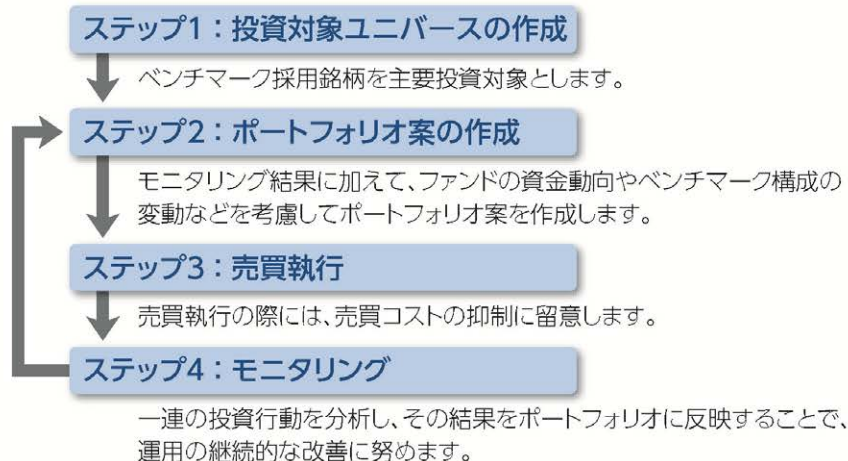 ステップ1：投資対象ユニバースの作成
ベンチマーク採用銘柄を主要投資対象とします。
ステップ2：ポートフォリオ案の作成
モニタリング結果に加えて、ファンドの資金動向やベンチマーク構成の
変動などを考慮してポートフォリオ案を作成します。
ステップ3：売買執行
売買執行の際には、売買コストの抑制に留意します。
ステップ4：モニタリング
一連の投資行動を分析し、その結果をポートフォリオに反映することで、
運用の継続的な改善に努めます。